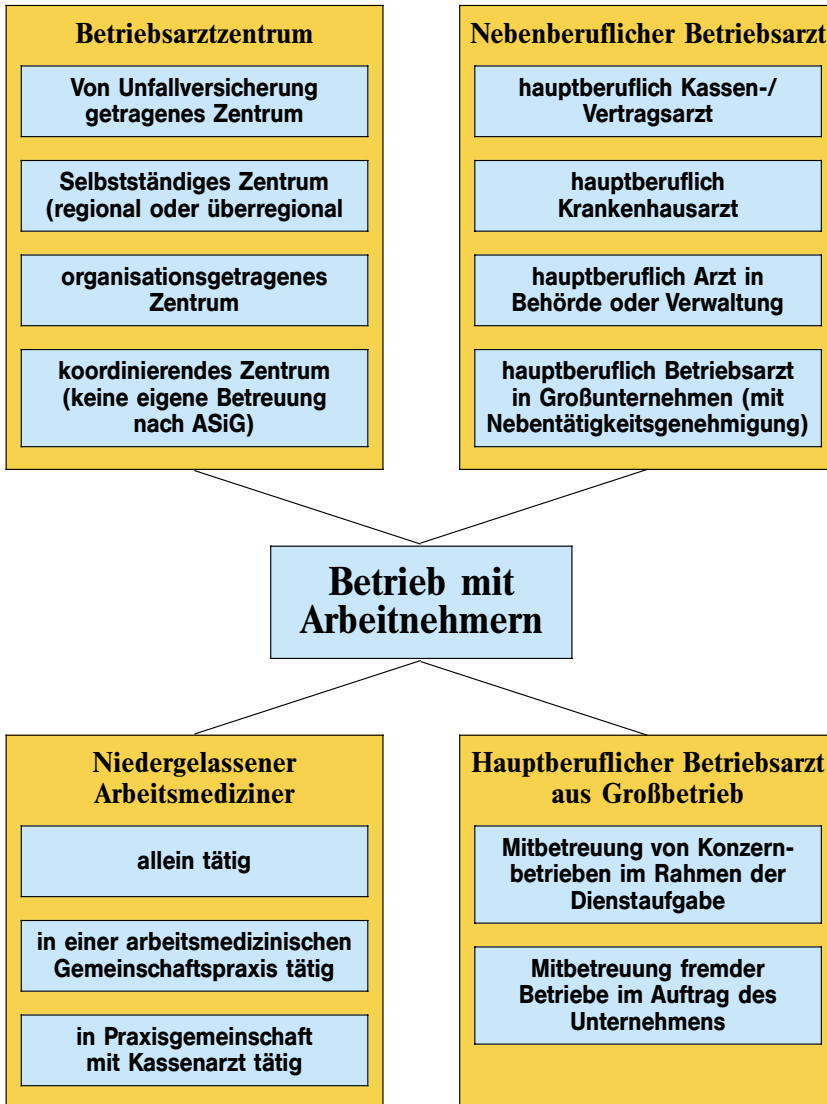 Betriebsarztzentrum
Von Unfallversicherung
getragenes Zentrum
Selbstständiges Zentrum
(regional oder überregional
organisationsgetragenes
Zentrum
koordinierendes Zentrum
(keine eigene Betreuung
nach ASiG)
Nebenberuflicher Betriebsarzt
hauptberuflich Kassen-/
Vertragsarzt
hauptberuflich
Krankenhausarzt
hauptberuflich Arzt in
Behörde oder Verwaltung
hauptberuflich Betriebsarzt
in Großunternehmen (mit
Nebentätigkeitsgenehmigung)
Betrieb mit
Arbeitnehmern
Niedergelassener
Arbeitsmediziner
allein tätig
in einer arbeitsmedizinischen
Gemeinschaftspraxis tätig
in Praxisgemeinschaft
mit Kassenarzt tätig
Hauptberuflicher Betriebsarzt
aus Großbetrieb
Mitbetreuung von Konzern-
betrieben im Rahmen der
Dienstaufgabe
Mitbetreuung fremder
Betriebe im Auftrag des
Unternehmens